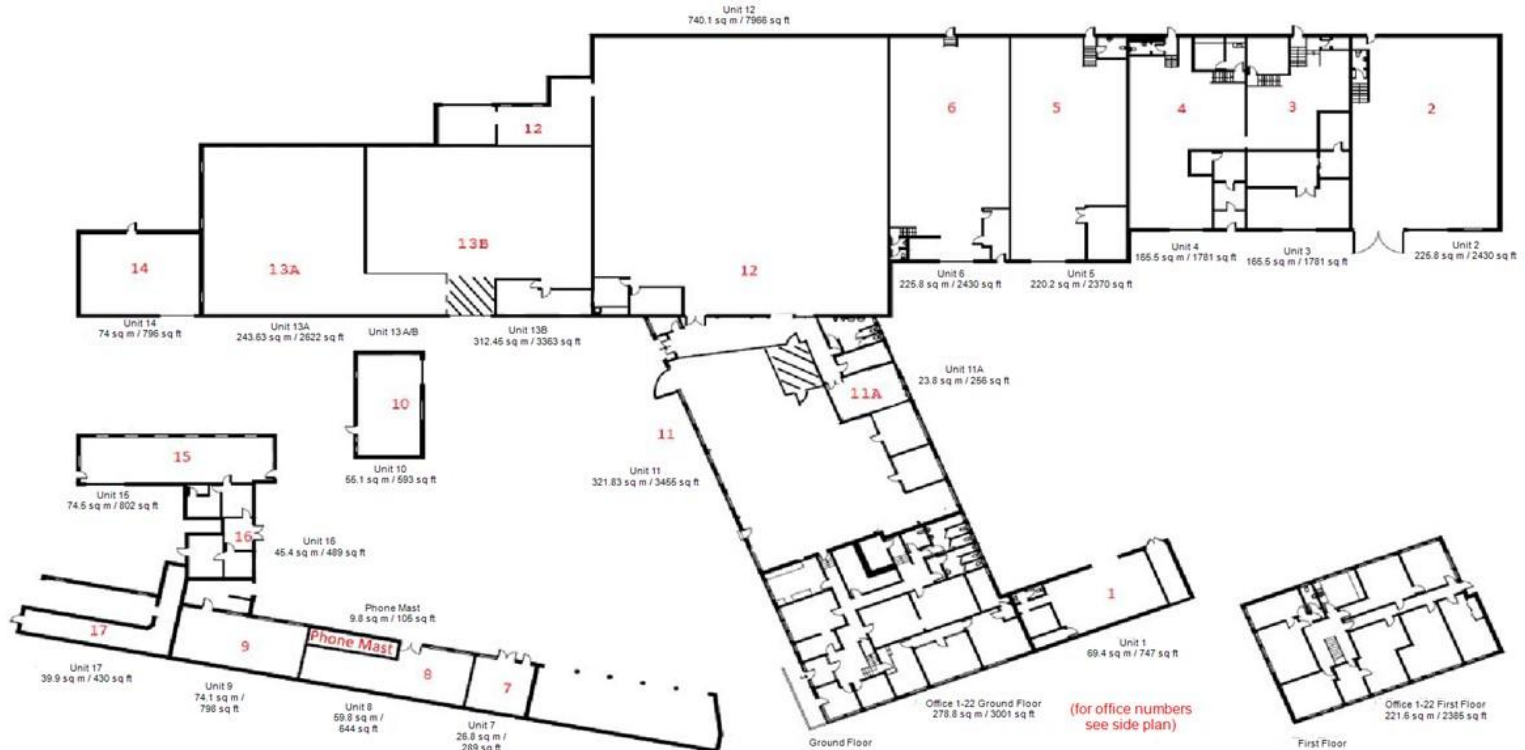 Unit 12
740.1 sq m / 7966 sq ft
12
6
5
4
3
2
14
13A
13B
12
Unit 14
74 sq m / 796 sq ft
Unit 13A
243.63 sq m / 2622 sq ft
Unit 13A/B
Unit 13B
312.45 sq m / 3363 sq ft
Unit 6
225.8 sq m / 2430 sq ft
Unit 5
220.2 sq m / 2370 sq ft
Unit 4
165.5 sq m / 1781 sq ft
Unit 3
165.5 sq m / 1781 sq ft
Unit 2
225.8 sq m / 2430 sq ft
10
Unit 10
55.1 sq m / 593 sq ft
11A
Unit 11A
23.8 sq m / 256 sq ft
11
Unit 11
321.83 sq m / 3455 sq ft
15
Unit 15
74.5 sq m / 802 sq ft
16
Unit 16
45.4 sq m / 489 sq ft
17
Unit 17
39.9 sq m / 430 sq ft
9
Unit 9
74.1 sq m /
798 sq ft
Phone Mast
9.8 sq m / 105 sq ft
Phone Mast
8
Unit 8
59.8 sq m /
644 sq ft
7
Unit 7
26.8 sq m /
289 sq ft
1
Unit 1
69.4 sq m / 747 sq ft
Office 1-22 Ground Floor
278.8 sq m / 3001 sq ft
Ground Floor
(for office numbers
see side plan)
Office 1-22 First Floor
221.6 sq m / 2385 sq ft
First Floor